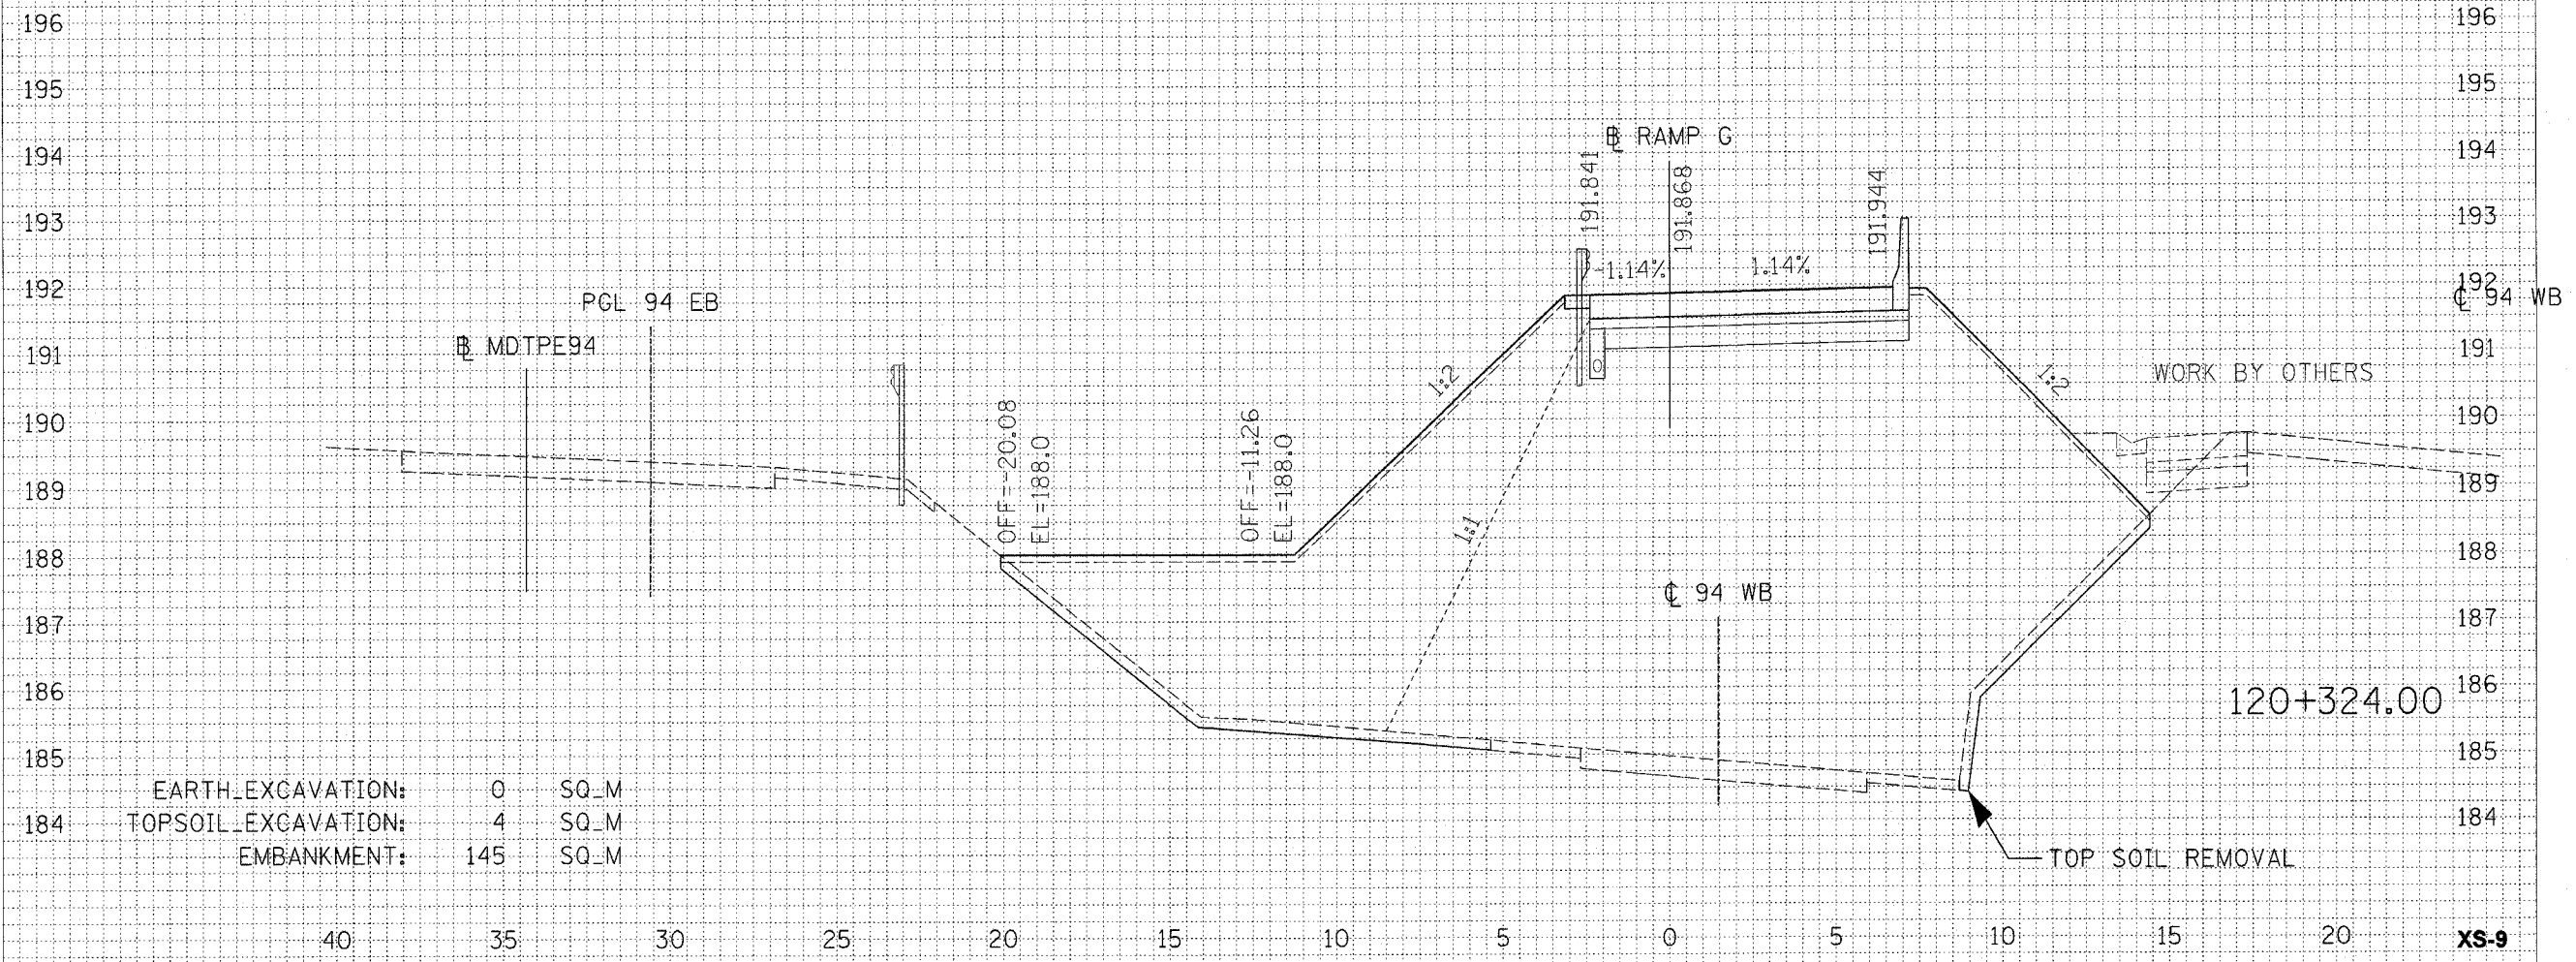 196 196
195 195
194 194
193 193
192 192
191 191
190 190
189 189
188 188
187 187
186 186
185 185
184 184
℄ RAMP G
191.841
191.868
191.944
-1.14%
1.14%
PGL 94 EB
℄ 94 WB
MDTPE94
1:2
1:2
WORK BY OTHERS
OFF=-20.08
EL=188.0
OFF=-11.26
EL=188.0
1:1
℄ 94 WB
120+324.00
EARTH_EXCAVATION: 0 SQ_M
TOPSOIL_EXCAVATION: 4 SQ_M
EMBANKMENT: 145 SQ_M
TOP SOIL REMOVAL
40 35 30 25 20 15 10 5 0 5 10 15 20
XS-9